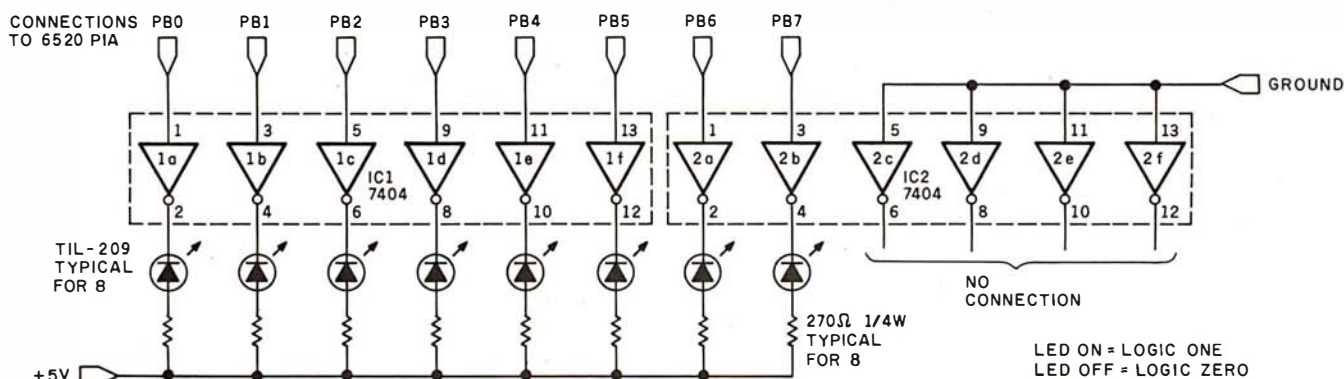 CONNECTIONS
TO 6520 PIA
PB0
PB1
PB2
PB3
PB4
PB5
PB6
PB7
GROUND
1
3
5
9
11
13
1
3
5
9
11
13
1a
1b
1c
1d
1e
1f
2a
2b
2c
2d
2e
2f
IC1
7404
IC2
7404
2
4
6
8
10
12
2
4
6
8
10
12
TIL-209
TYPICAL
FOR 8
NO
CONNECTION
270Ω 1/4W
TYPICAL
FOR 8
LED ON = LOGIC ONE
LED OFF = LOGIC ZERO
+5V